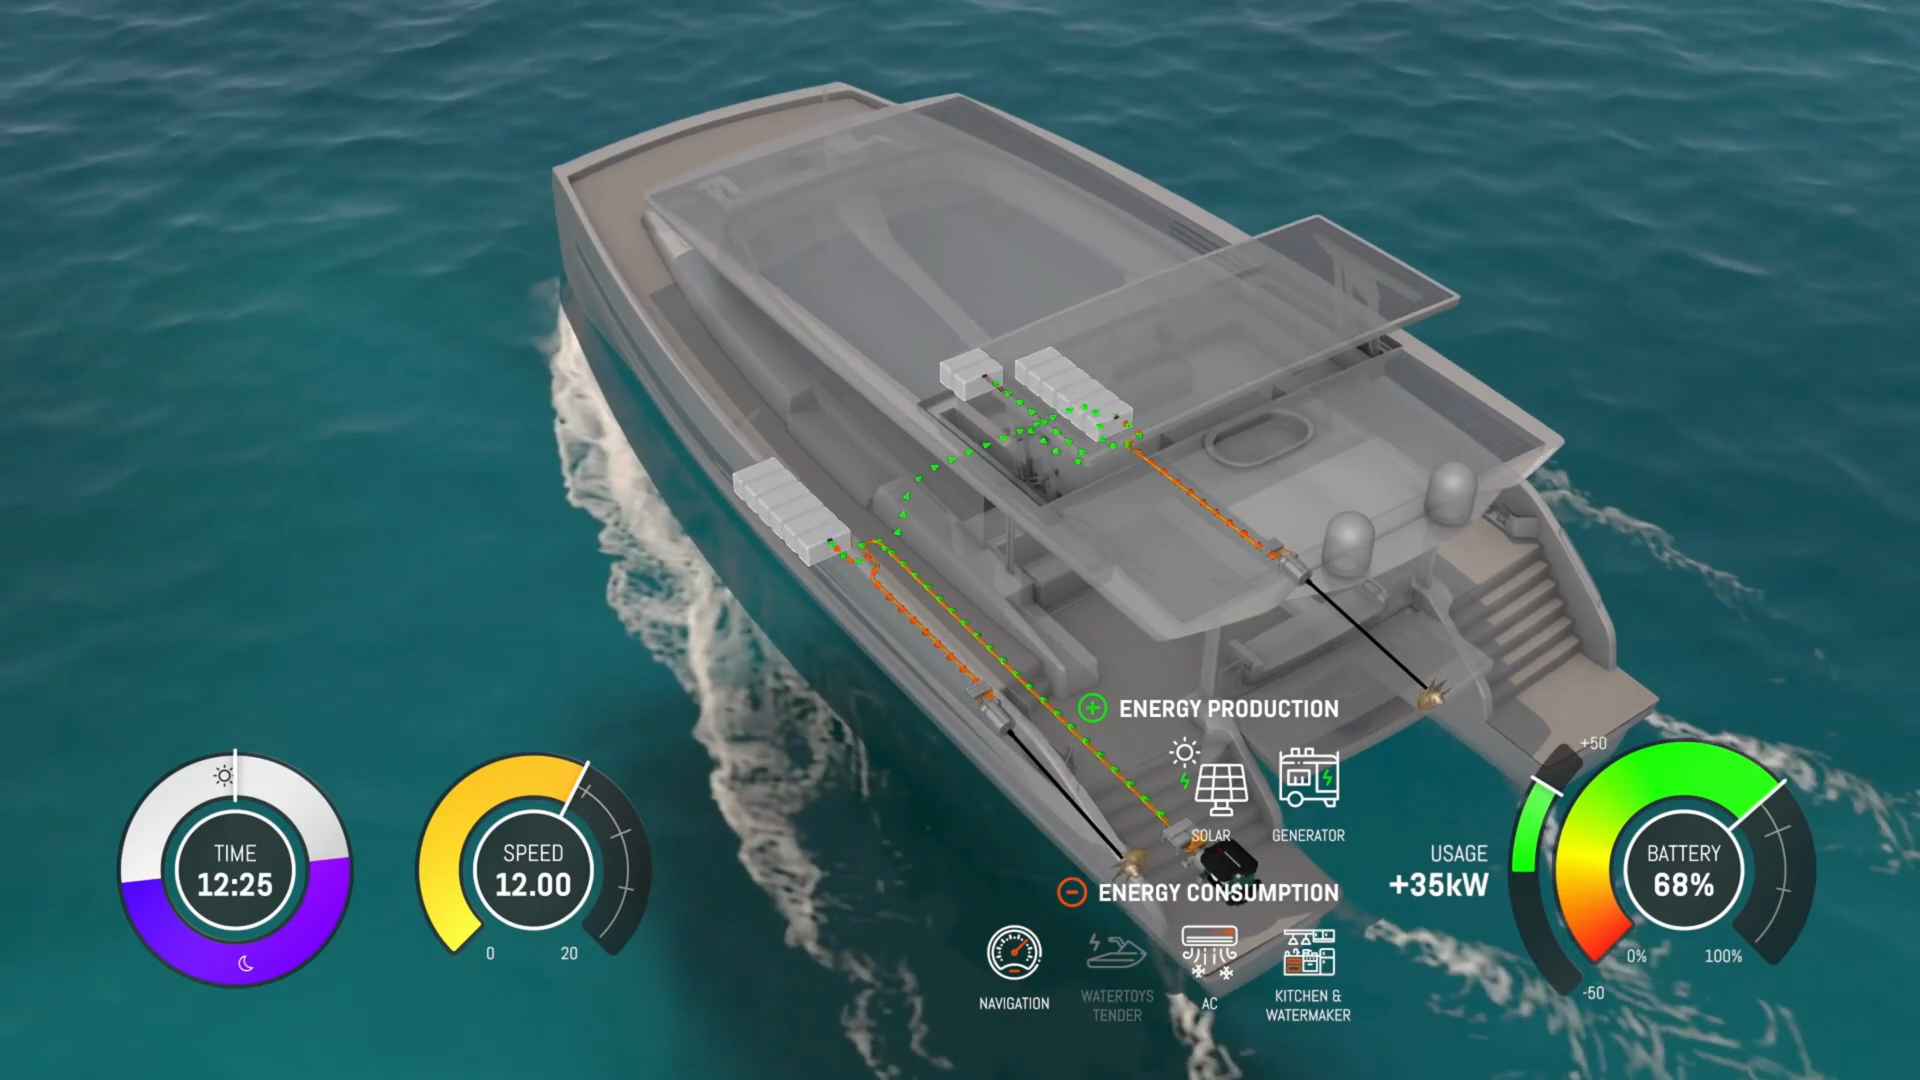 ENERGY PRODUCTION
SOLAR
GENERATOR
TIME
12:25
SPEED
12.00
0
20
ENERGY CONSUMPTION
NAVIGATION
WATERTOYS
TENDER
AC
KITCHEN &
WATERMAKER
USAGE
+35kW
+50
-50
BATTERY
68%
0%
100%